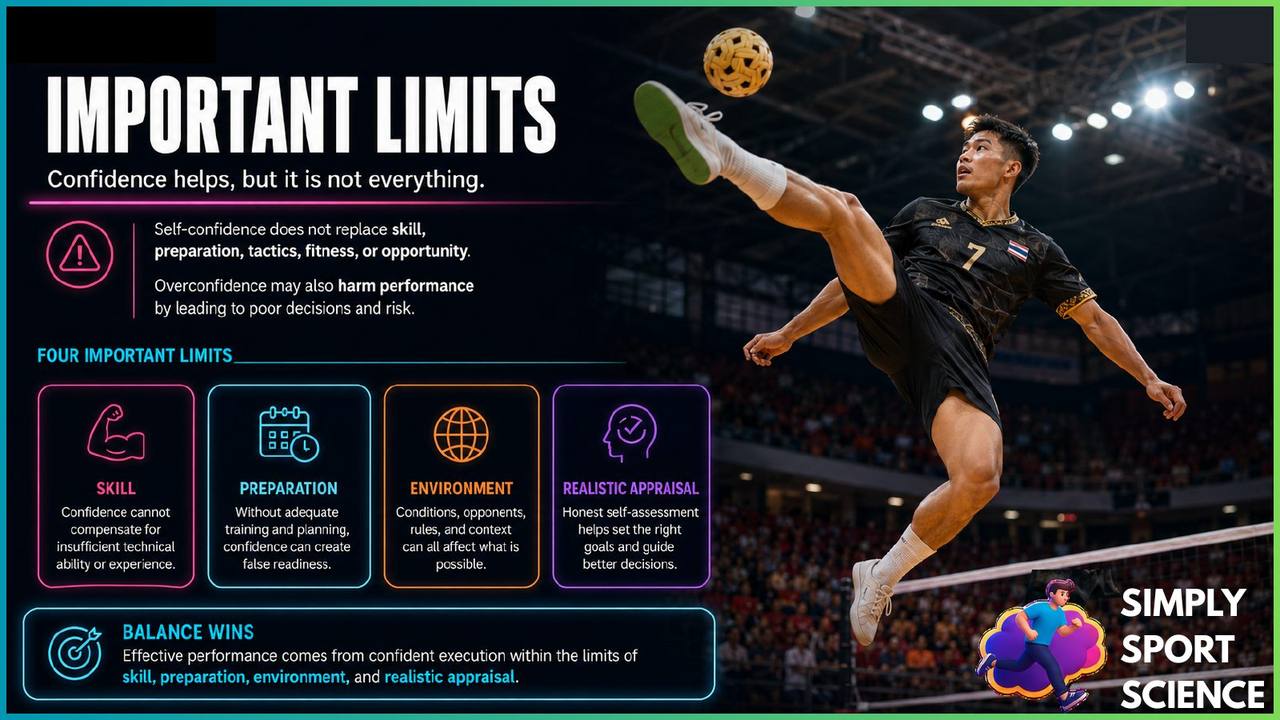 IMPORTANT LIMITS
Confidence helps, but it is not everything.
Self-confidence does not replace skill,
preparation, tactics, fitness, or opportunity.
Overconfidence may also harm performance
by leading to poor decisions and risk.
FOUR IMPORTANT LIMITS
SKILL
Confidence cannot
compensate for
insufficient technical
ability or experience.
PREPARATION
Without adequate
training and planning,
confidence can create
false readiness.
ENVIRONMENT
Conditions, opponents,
rules, and context
can all affect what is
possible.
REALISTIC APPRAISAL
Honest self-assessment
helps set the right
goals and guide
better decisions.
BALANCE WINS
Effective performance comes from confident execution within the limits of
skill, preparation, environment, and realistic appraisal.
7
SIMPLY
SPORT
SCIENCE